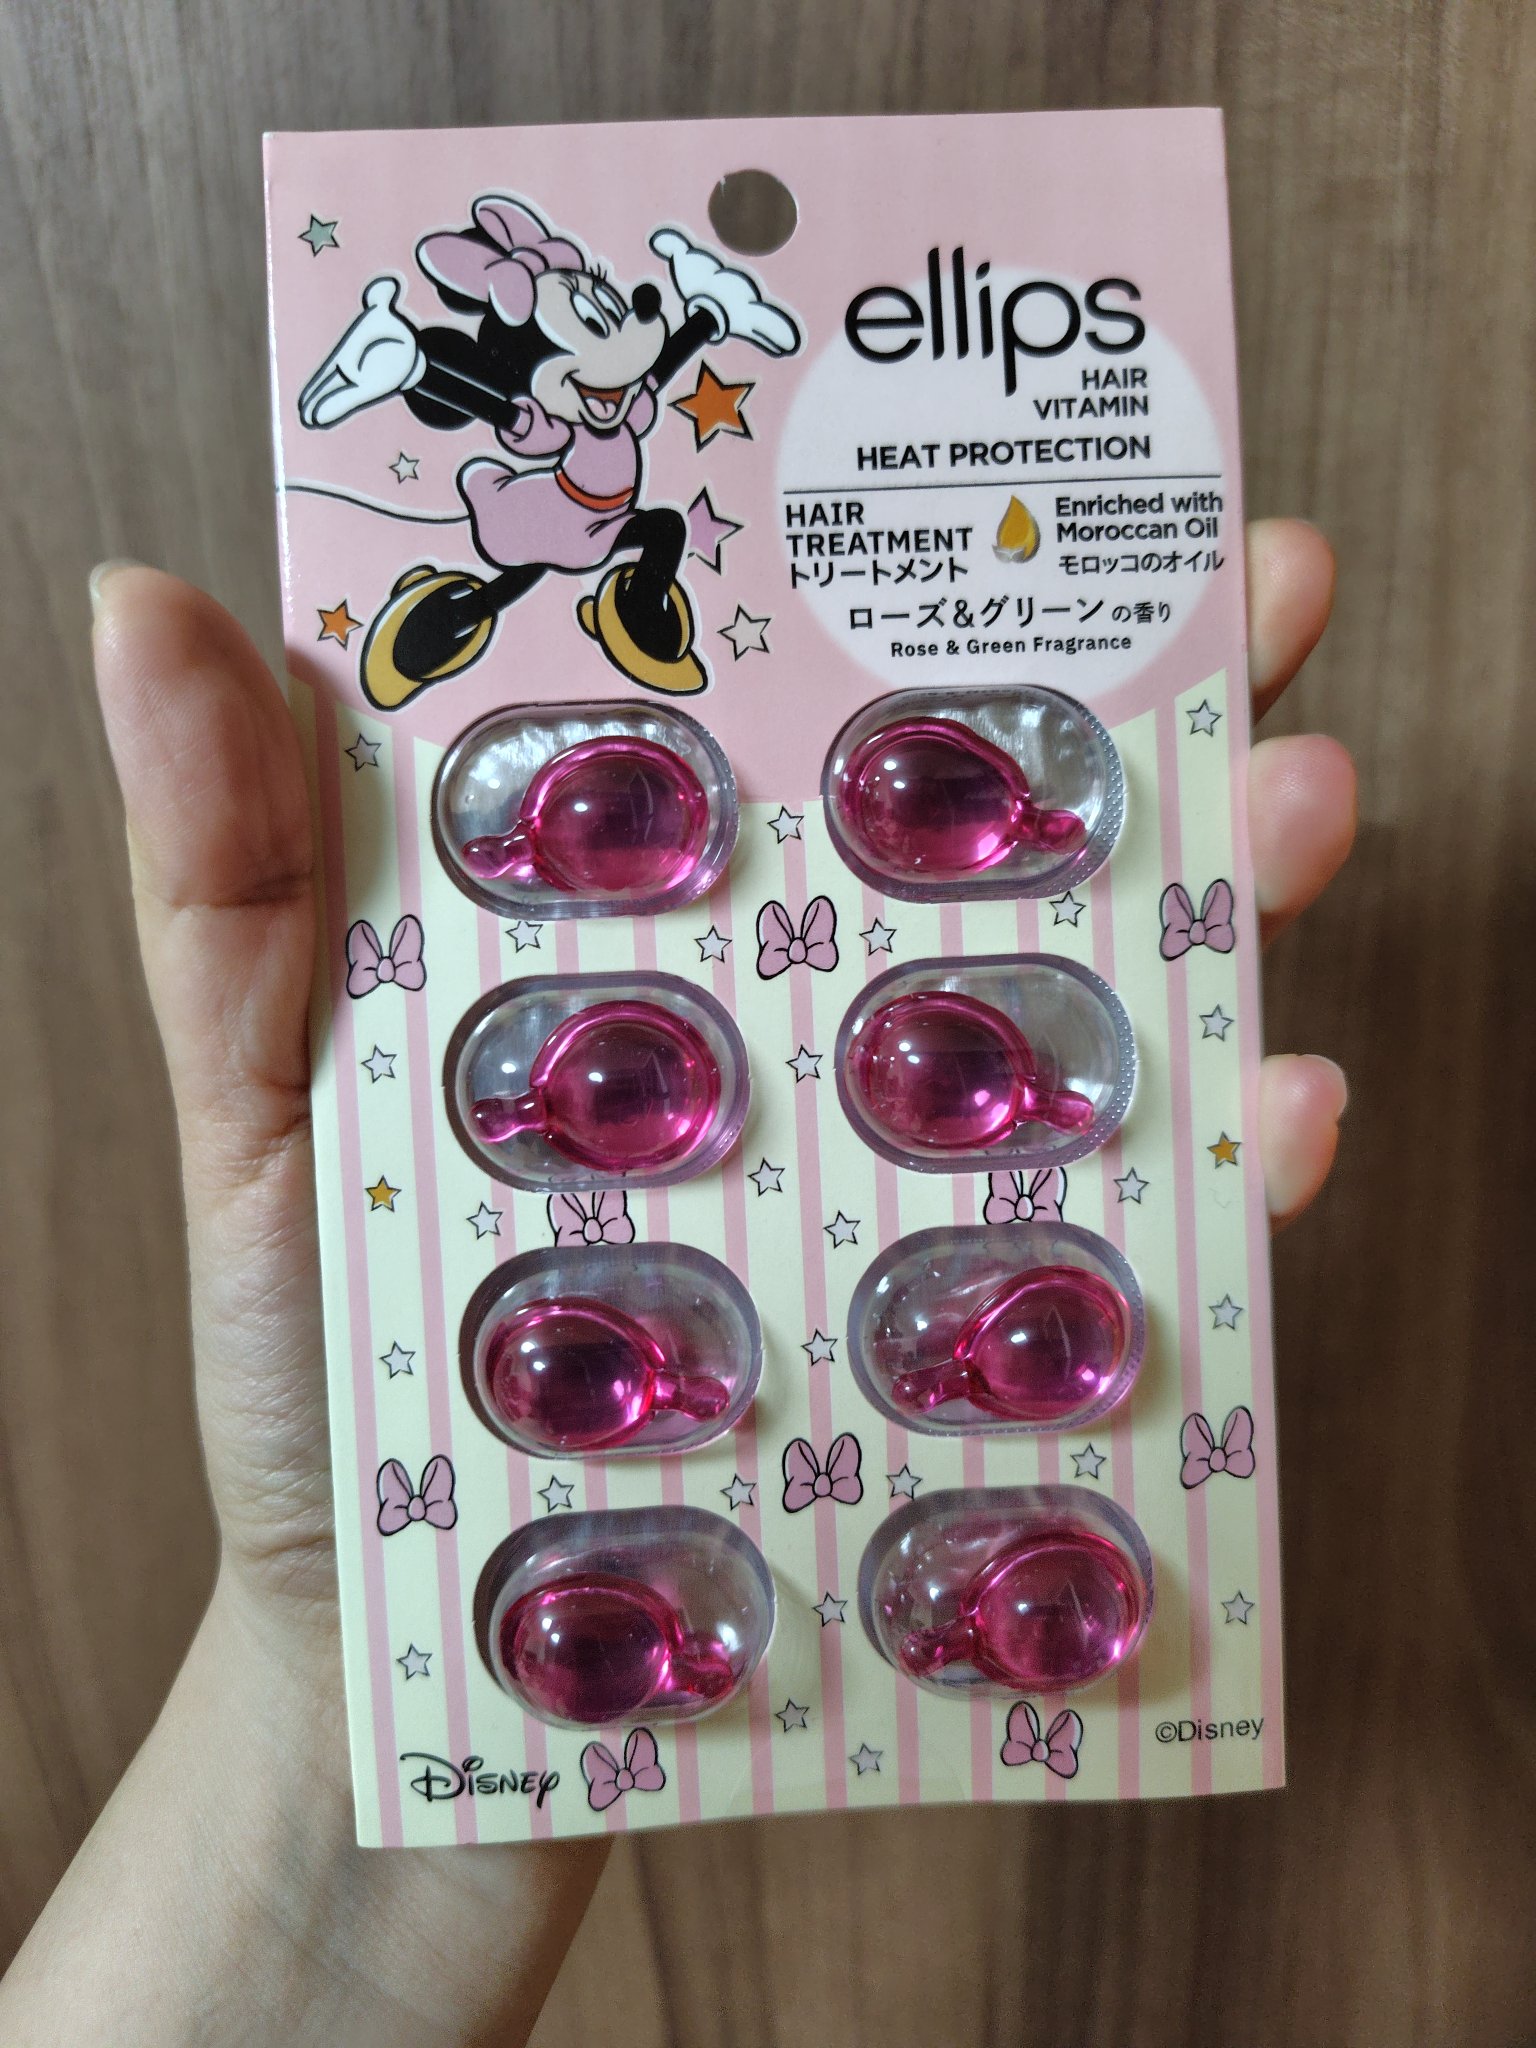 ellips
HAIR
VITAMIN
HEAT PROTECTION
HAIR
TREATMENT
トリートメント
Enriched with
Moroccan Oil
モロッコのオイル
ローズ&グリーンの香り
Rose & Green Fragrance
Disney
©Disney